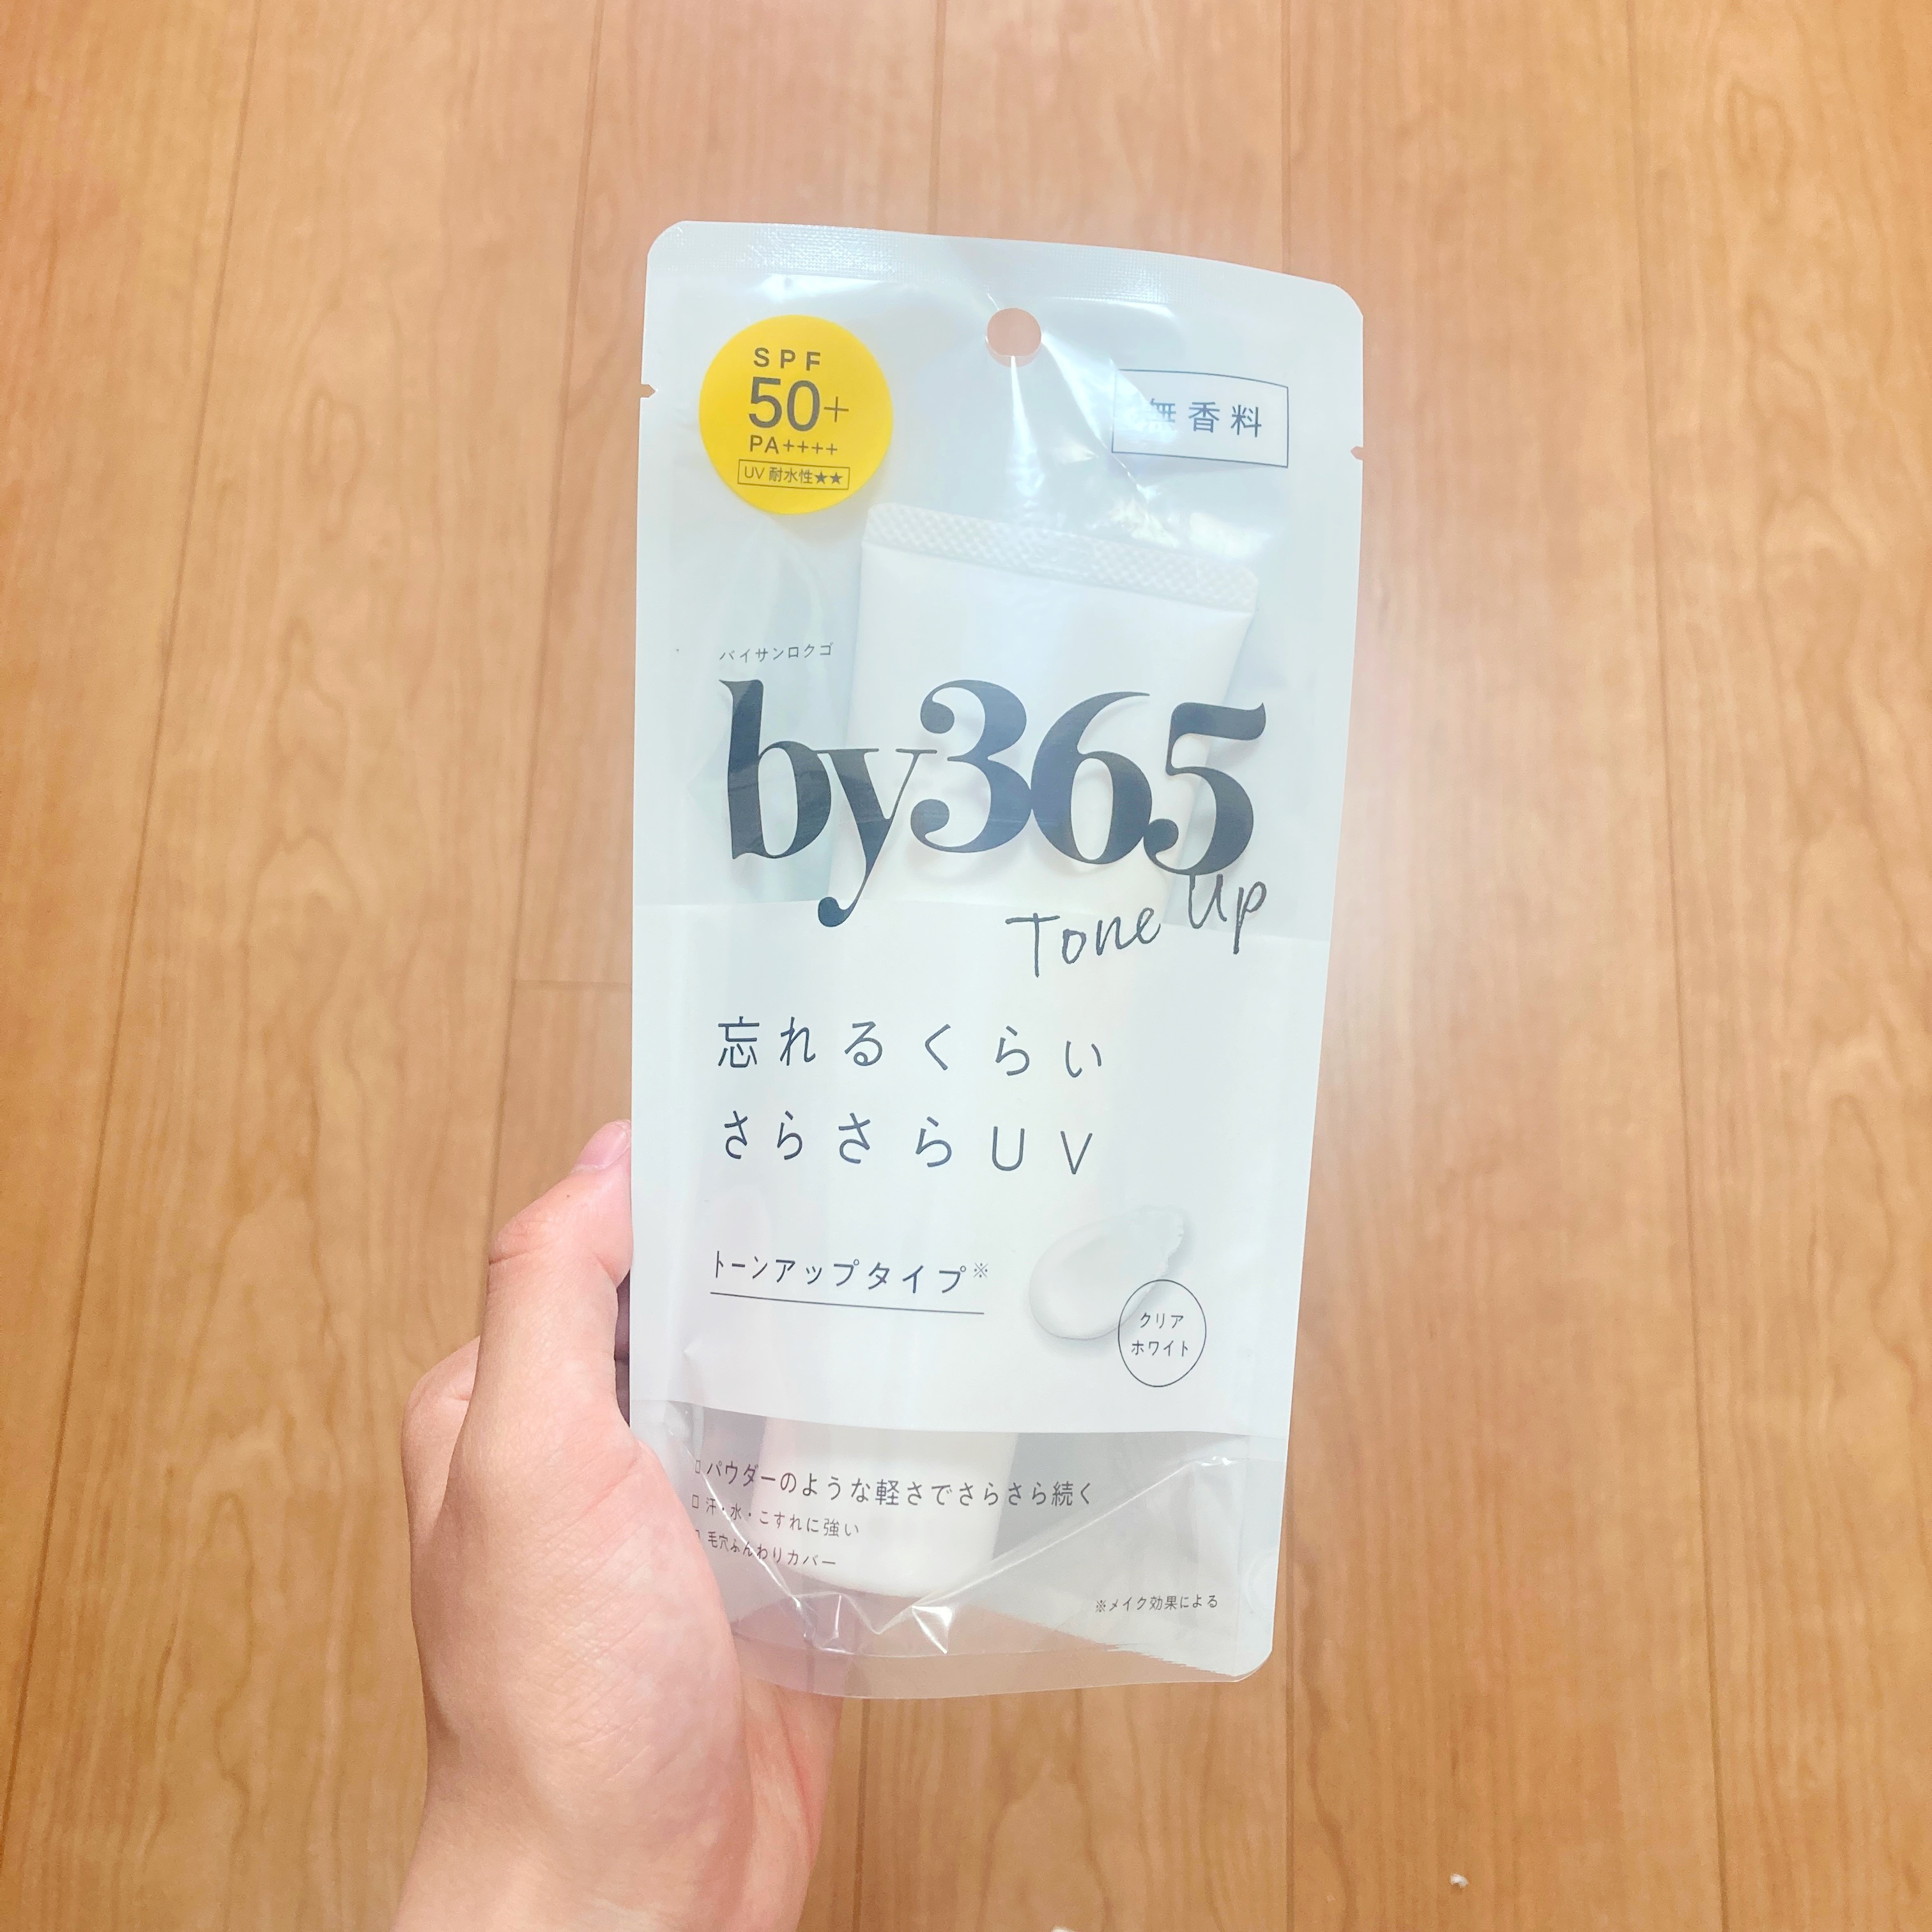 SPF
50+
PA++++
UV 耐水性★★
無香料
バイサンロクゴ
by365
Tone Up
忘れるくらい
さらさらUV
トーンアップタイプ※
クリア
ホワイト
□ パウダーのような軽さでさらさら続く
□ 汗・水・こすれに強い
□ 毛穴ふんわりカバー
※メイク効果による